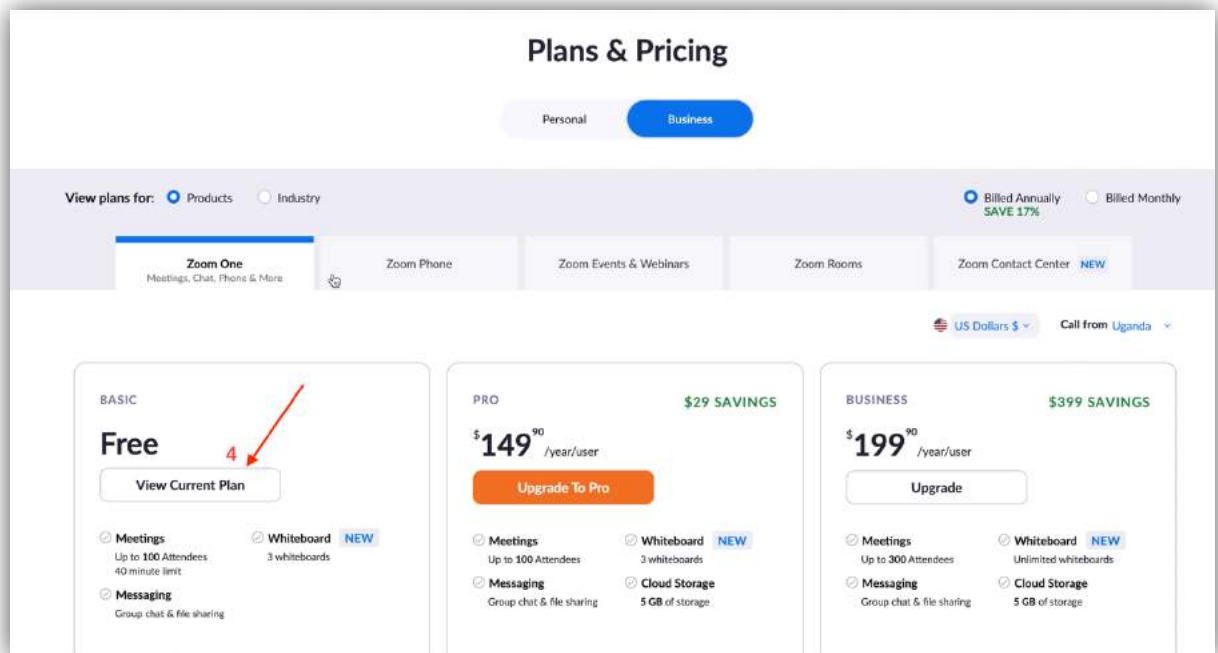 Plans & Pricing
Personal
Business
View plans for: Products Industry
Billed Annually Billed Monthly
SAVE 17%
Zoom One
Meetings, Chat, Phone & More
Zoom Phone
Zoom Events & Webinars
Zoom Rooms
Zoom Contact Center NEW
US Dollars $
Call from Uganda
BASIC
Free
4
View Current Plan
Meetings
Up to 100 Attendees
40 minute limit
Whiteboard NEW
3 whiteboards
Messaging
Group chat & file sharing
PRO
$29 SAVINGS
$149⁹⁰ /year/user
Upgrade To Pro
Meetings
Up to 100 Attendees
Whiteboard NEW
3 whiteboards
Messaging
Group chat & file sharing
Cloud Storage
5 GB of storage
BUSINESS
$399 SAVINGS
$199⁹⁰ /year/user
Upgrade
Meetings
Up to 300 Attendees
Whiteboard NEW
Unlimited whiteboards
Messaging
Group chat & file sharing
Cloud Storage
5 GB of storage